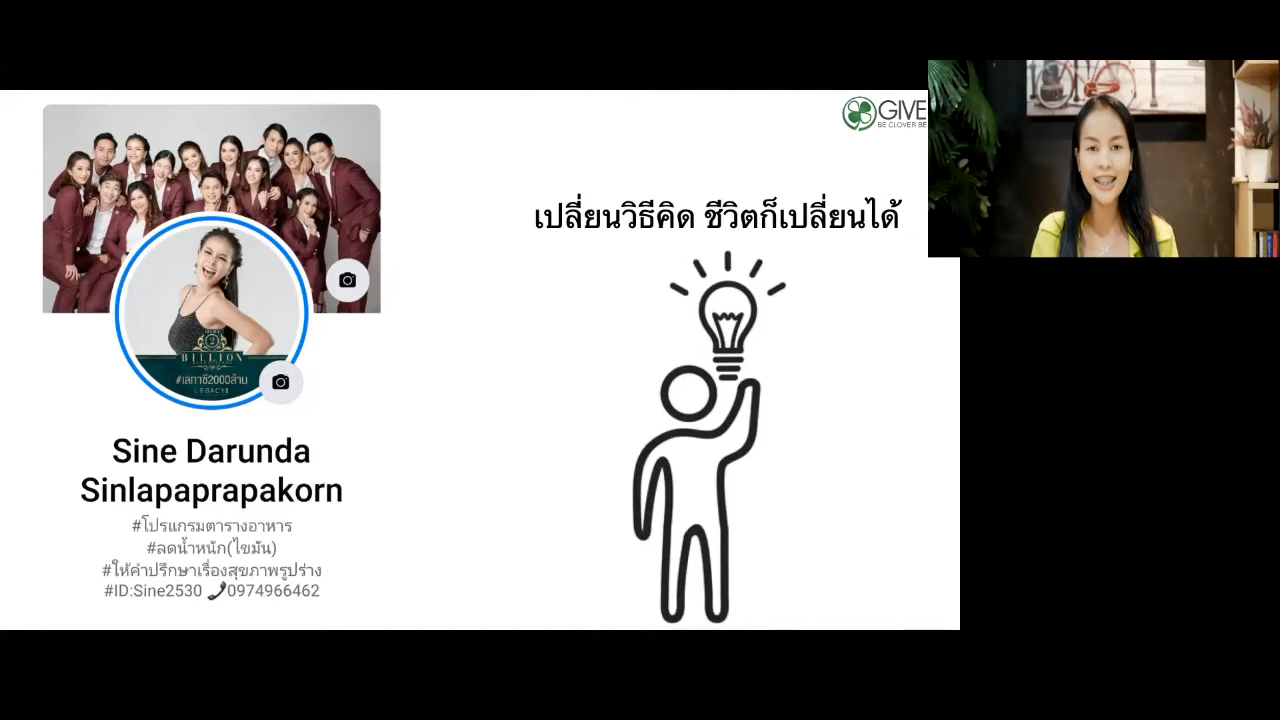 GIVE
BE CLOVER BE
เปลี่ยนวิธีคิด ชีวิตก็เปลี่ยนได้
2
BILLION
#เลกาซี2000ล้าน
LEGACY
Sine Darunda
Sinlapaprapakorn
#โปรแกรมตารางอาหาร
#ลดน้ำหนัก(ไขมัน)
#ให้คำปรึกษาเรื่องสุขภาพรูปร่าง
#ID:Sine2530 📞0974966462